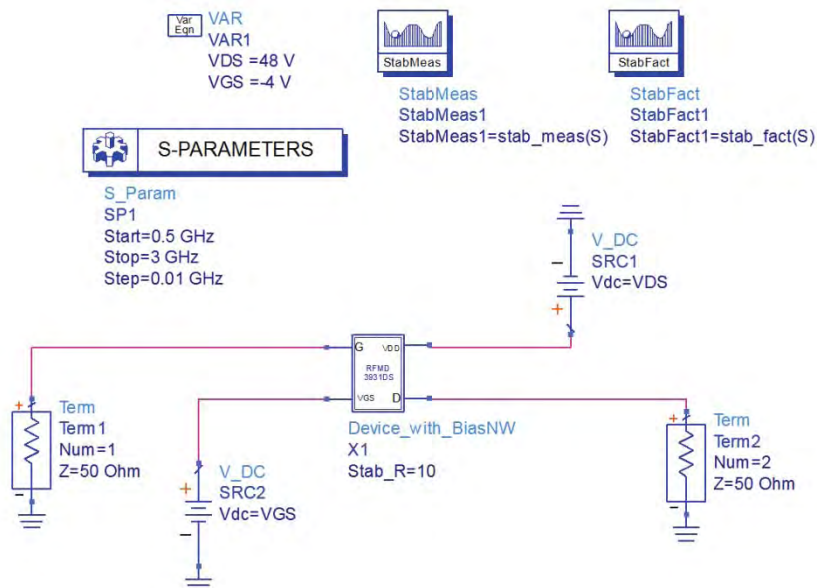 Var
Eqn
VAR
VAR1
VDS =48 V
VGS =-4 V
StabMeas
StabMeas
StabMeas1
StabMeas1=stab_meas(S)
StabFact
StabFact
StabFact1
StabFact1=stab_fact(S)
S-PARAMETERS
S_Param
SP1
Start=0.5 GHz
Stop=3 GHz
Step=0.01 GHz
−
V_DC
SRC1
Vdc=VDS
+
G
VDD
RFMD
3931DS
VGS
D
Device_with_BiasNW
X1
Stab_R=10
+
Term
Term1
Num=1
Z=50 Ohm
-
+
V_DC
SRC2
Vdc=VGS
−
+
Term
Term2
Num=2
Z=50 Ohm
-